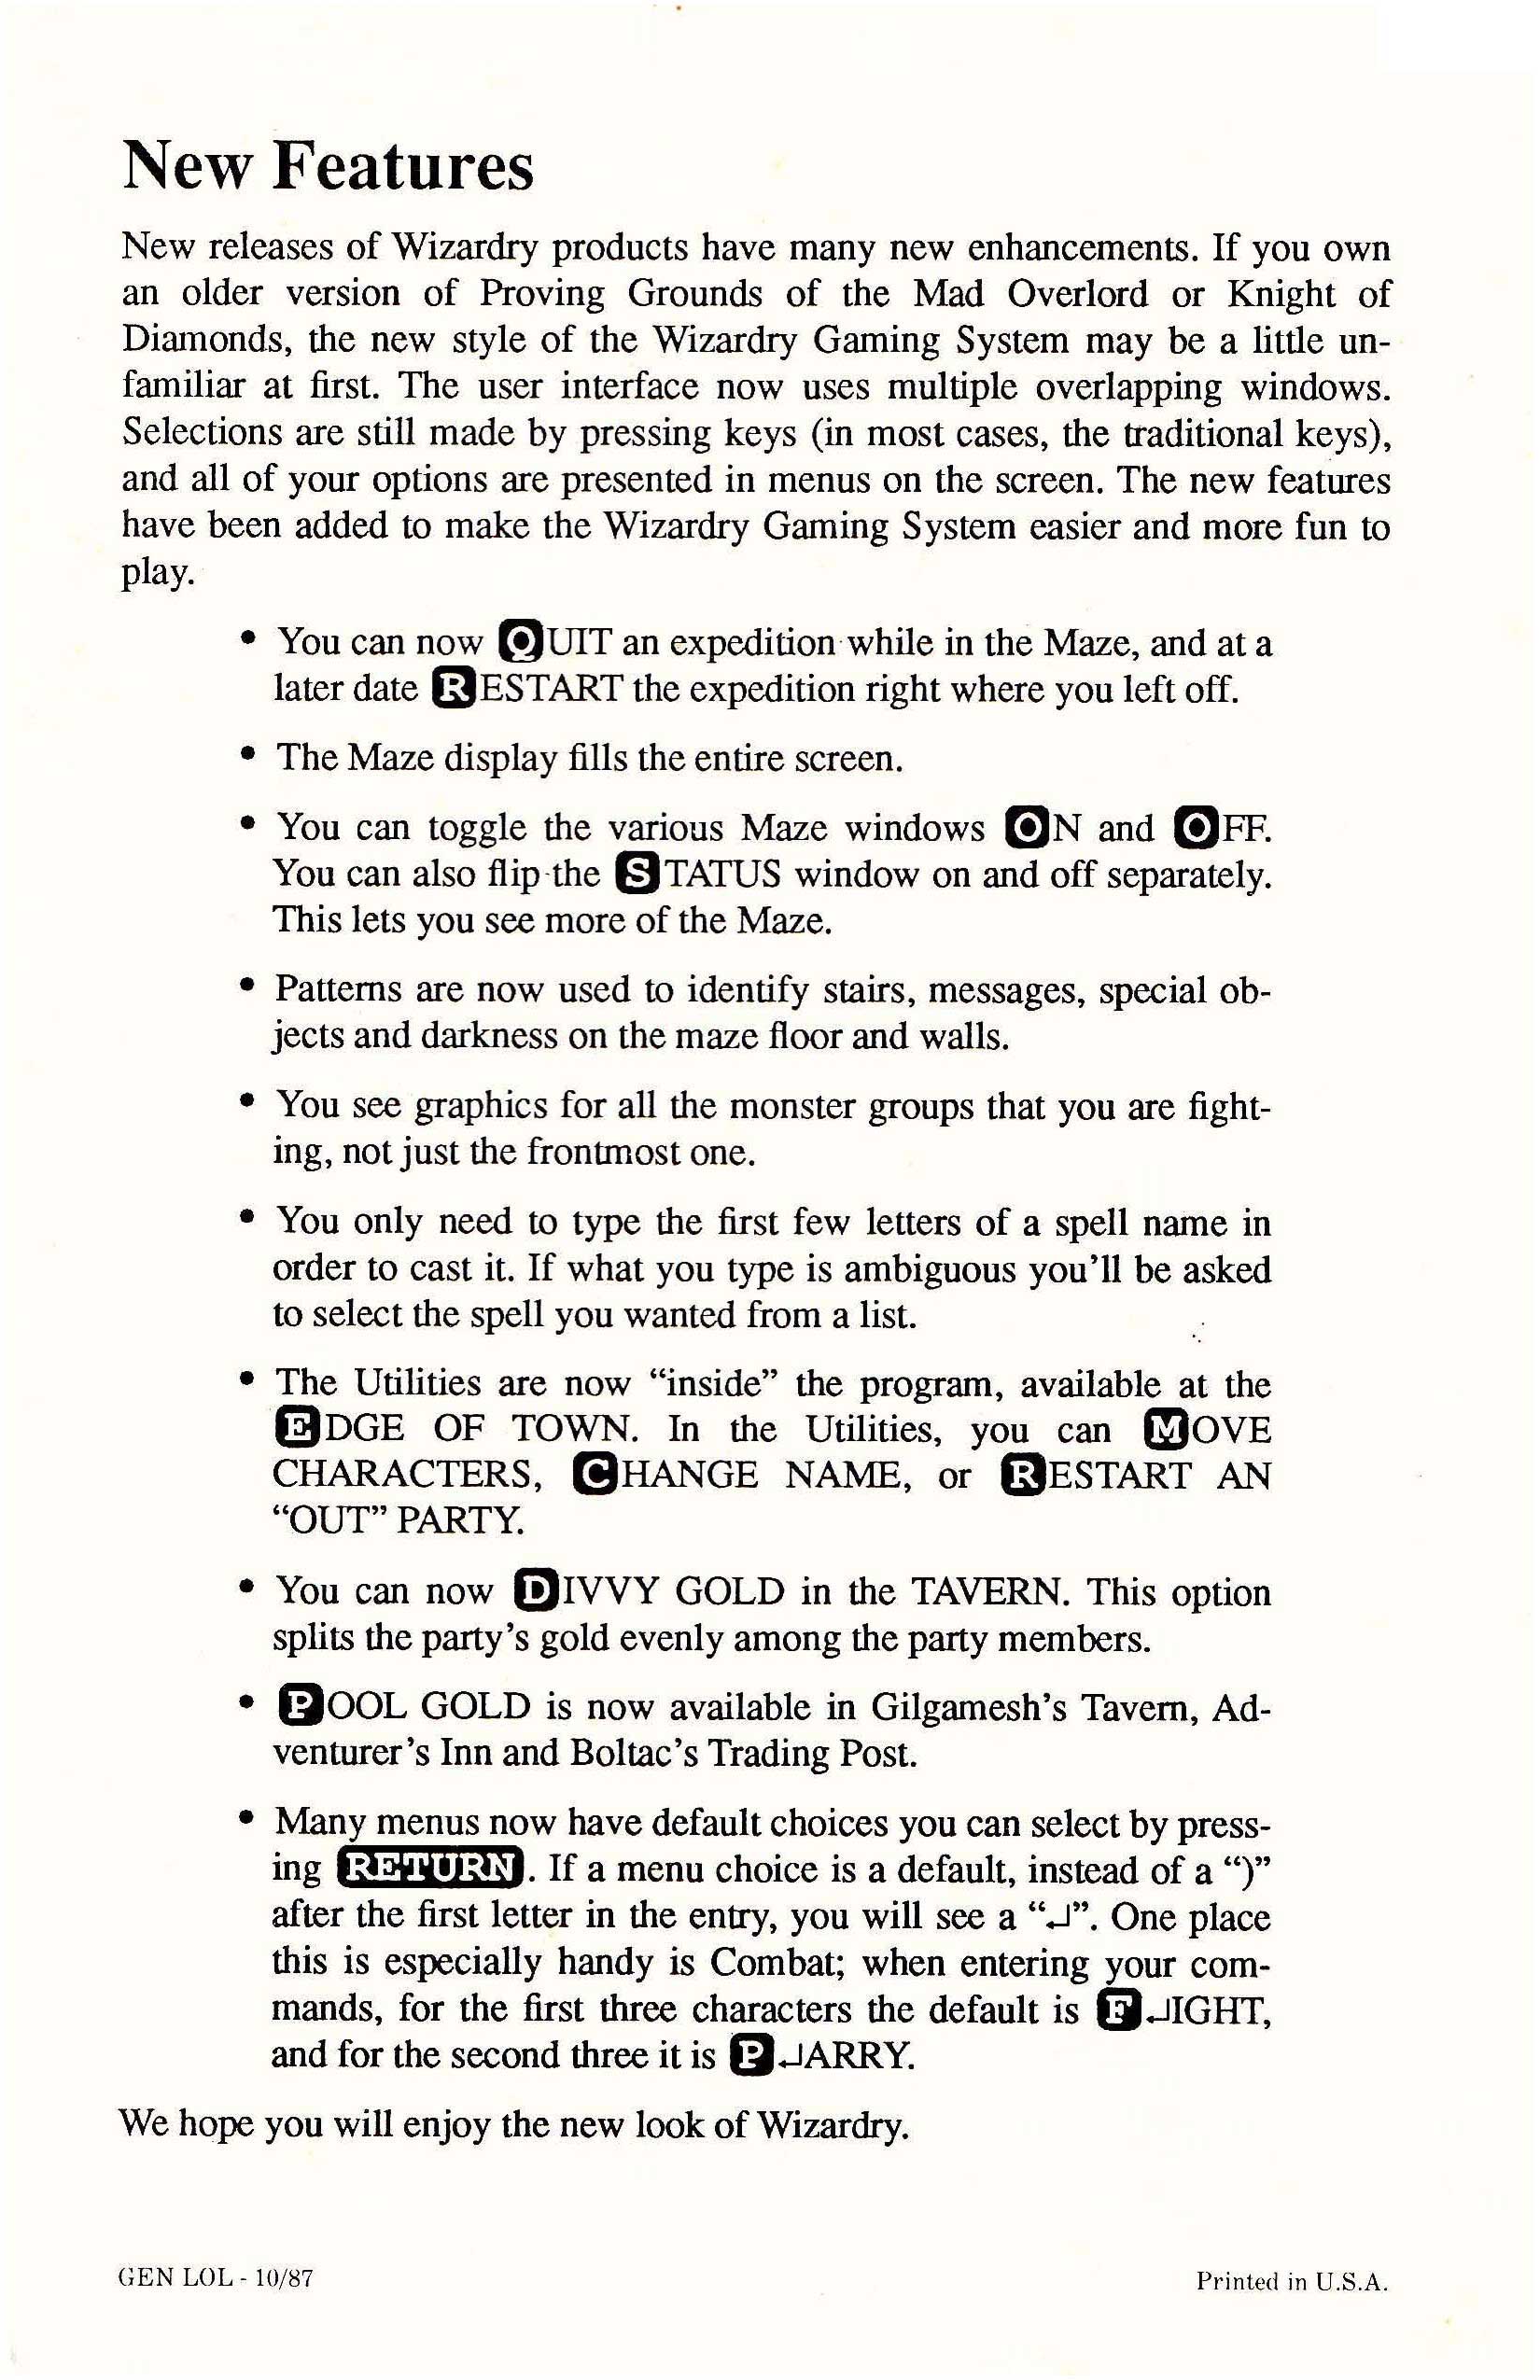 New Features
New releases of Wizardry products have many new enhancements. If you own
an older version of Proving Grounds of the Mad Overlord or Knight of
Diamonds, the new style of the Wizardry Gaming System may be a little un-
familiar at first. The user interface now uses multiple overlapping windows.
Selections are still made by pressing keys (in most cases, the traditional keys),
and all of your options are presented in menus on the screen. The new features
have been added to make the Wizardry Gaming System easier and more fun to
play.
• You can now QUIT an expedition while in the Maze, and at a
later date RESTART the expedition right where you left off.
• The Maze display fills the entire screen.
• You can toggle the various Maze windows ON and OFF.
You can also flip the STATUS window on and off separately.
This lets you see more of the Maze.
• Patterns are now used to identify stairs, messages, special ob-
jects and darkness on the maze floor and walls.
• You see graphics for all the monster groups that you are fight-
ing, not just the frontmost one.
• You only need to type the first few letters of a spell name in
order to cast it. If what you type is ambiguous you'll be asked
to select the spell you wanted from a list.
• The Utilities are now “inside” the program, available at the
EDGE OF TOWN. In the Utilities, you can MOVE
CHARACTERS, CHANGE NAME, or RESTART AN
“OUT” PARTY.
• You can now DIVVY GOLD in the TAVERN. This option
splits the party's gold evenly among the party members.
• POOL GOLD is now available in Gilgamesh's Tavern, Ad-
venturer's Inn and Boltac's Trading Post.
• Many menus now have default choices you can select by press-
ing RETURN. If a menu choice is a default, instead of a “)”
after the first letter in the entry, you will see a “↵”. One place
this is especially handy is Combat; when entering your com-
mands, for the first three characters the default is F↵IGHT,
and for the second three it is P↵ARRY.
We hope you will enjoy the new look of Wizardry.
GEN LOL - 10/87
Printed in U.S.A.